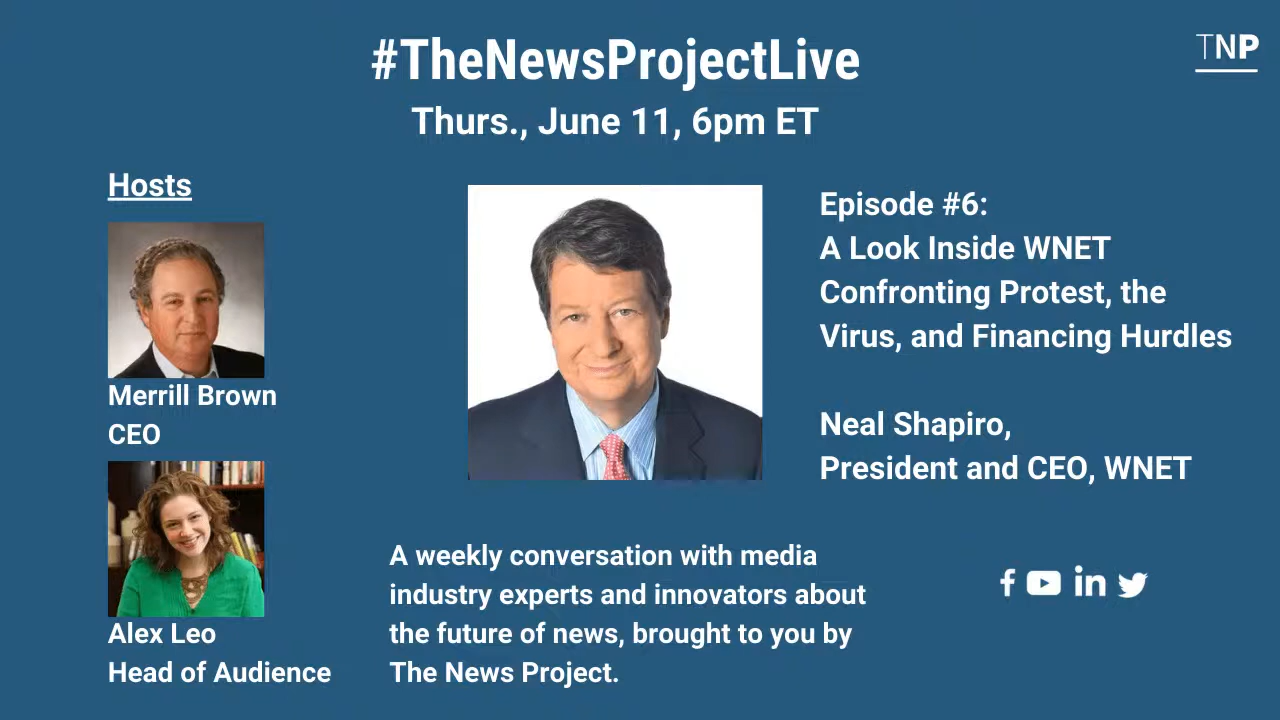 #TheNewsProjectLive
TNP
Thurs., June 11, 6pm ET
Hosts
Merrill Brown
CEO
Alex Leo
Head of Audience
Episode #6:
A Look Inside WNET
Confronting Protest, the
Virus, and Financing Hurdles
Neal Shapiro,
President and CEO, WNET
A weekly conversation with media
industry experts and innovators about
the future of news, brought to you by
The News Project.
f
in